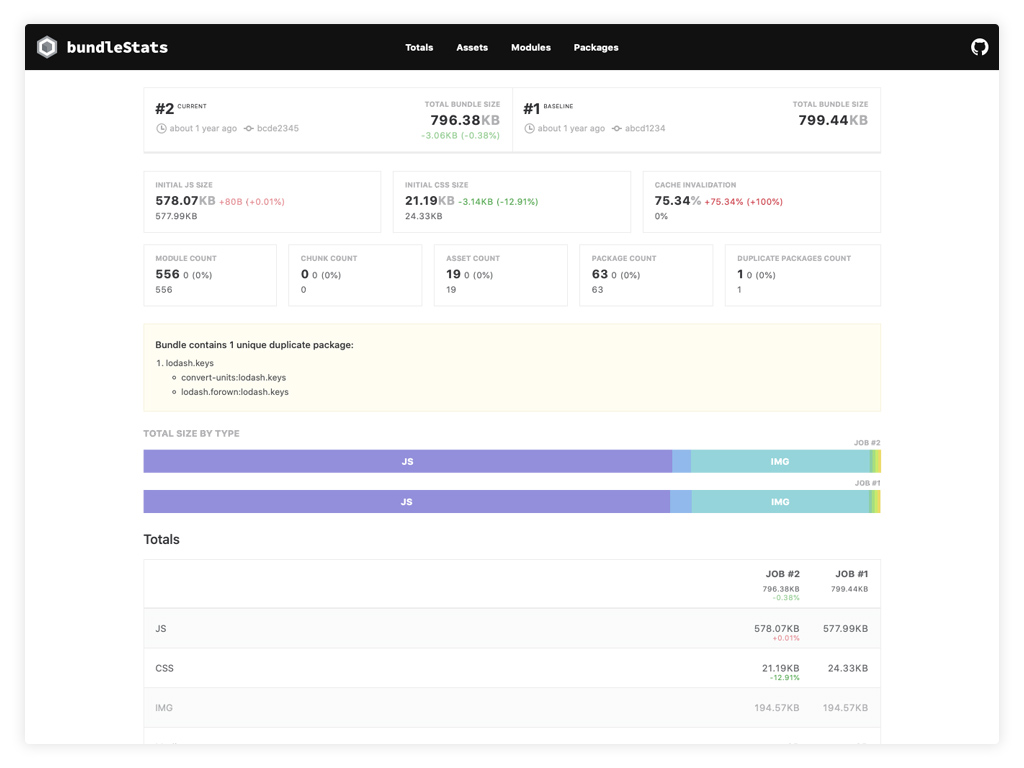 bundleStats
Totals Assets Modules Packages
#2 CURRENT
about 1 year ago bcde2345
TOTAL BUNDLE SIZE
796.38KB
-3.06KB (-0.38%)
#1 BASELINE
about 1 year ago abcd1234
TOTAL BUNDLE SIZE
799.44KB
INITIAL JS SIZE
578.07KB +80B (+0.01%)
577.99KB
INITIAL CSS SIZE
21.19KB -3.14KB (-12.91%)
24.33KB
CACHE INVALIDATION
75.34% +75.34% (+100%)
0%
MODULE COUNT
556 0 (0%)
556
CHUNK COUNT
0 0 (0%)
0
ASSET COUNT
19 0 (0%)
19
PACKAGE COUNT
63 0 (0%)
63
DUPLICATE PACKAGES COUNT
1 0 (0%)
1
Bundle contains 1 unique duplicate package:
1. lodash.keys
convert-units:lodash.keys
lodash.forown:lodash.keys
TOTAL SIZE BY TYPE
JOB #2
JS IMG
JOB #1
JS IMG
Totals
JOB #2 JOB #1
796.38KB 799.44KB
-0.38%
JS 578.07KB 577.99KB
+0.01%
CSS 21.19KB 24.33KB
-12.91%
IMG 194.57KB 194.57KB